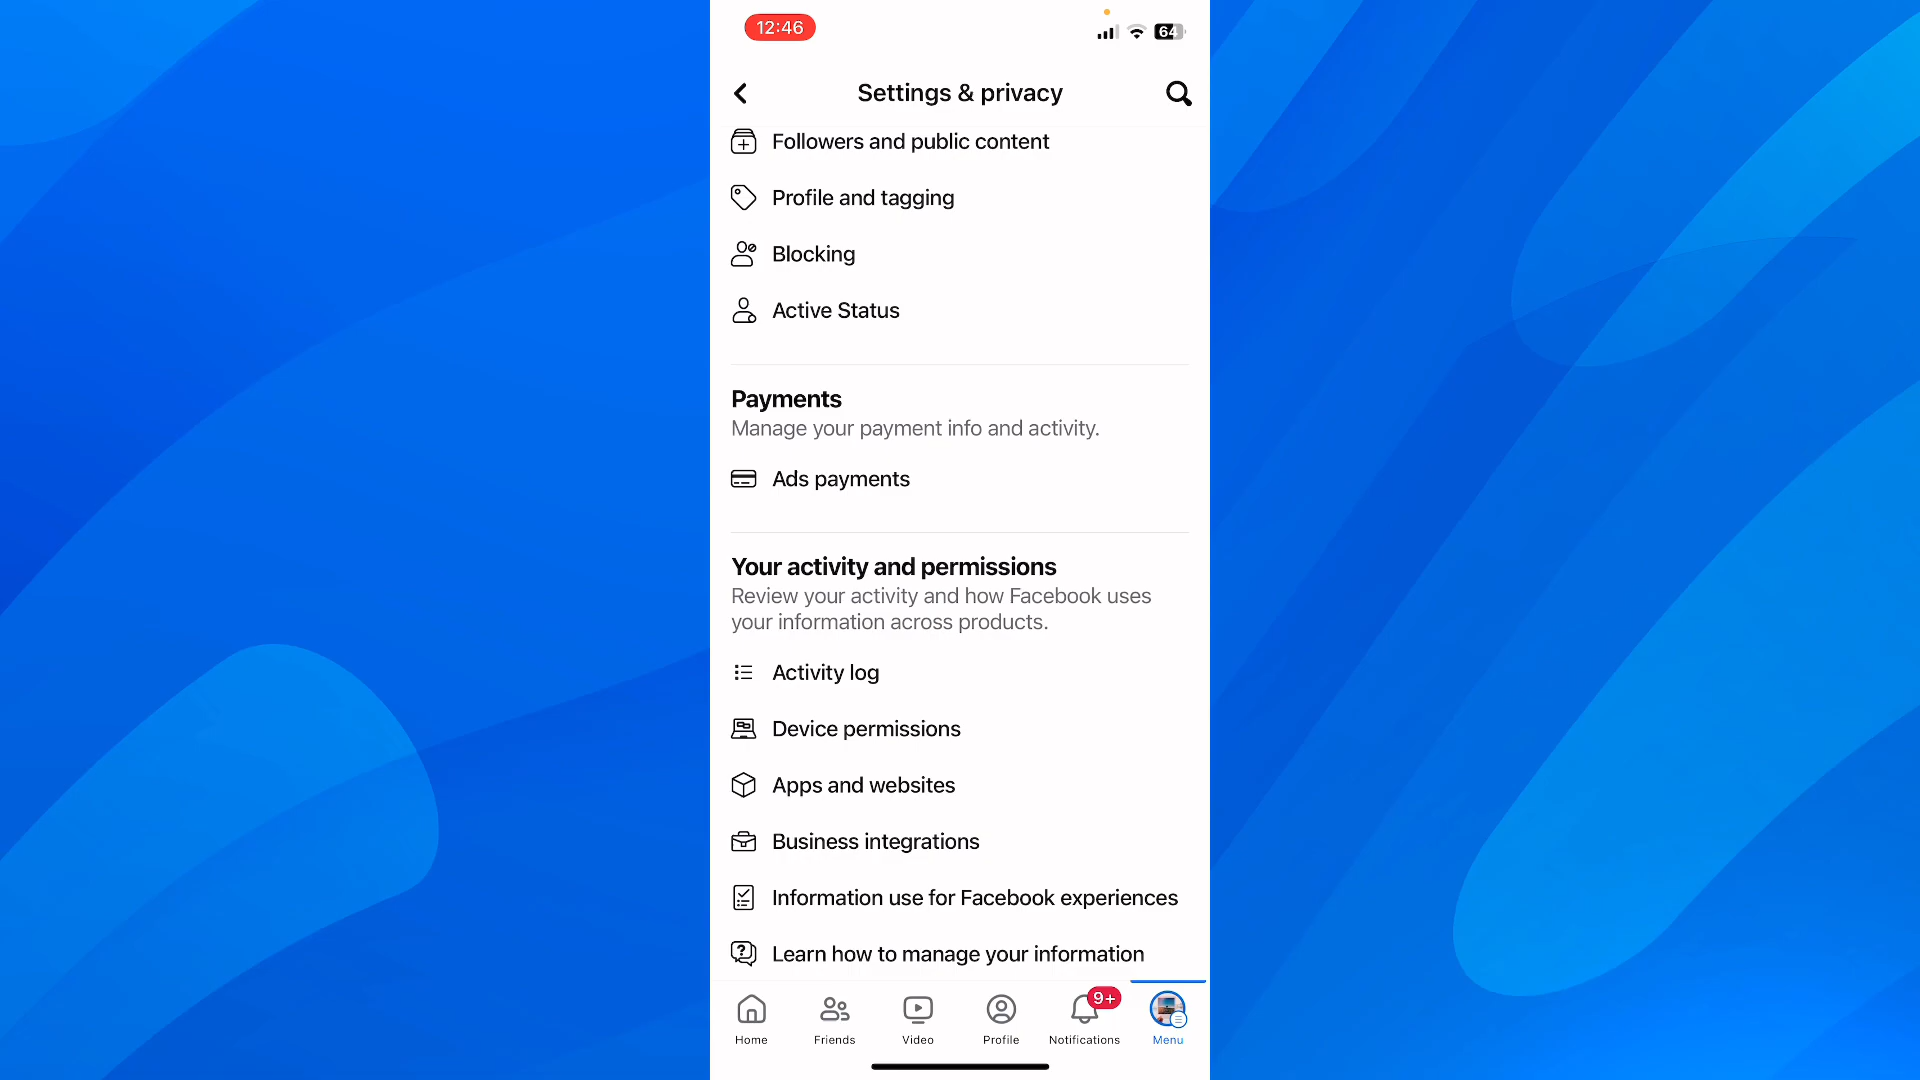 12:46
64
Settings & privacy
Followers and public content
Profile and tagging
Blocking
Active Status
Payments
Manage your payment info and activity.
Ads payments
Your activity and permissions
Review your activity and how Facebook uses
your information across products.
Activity log
Device permissions
Apps and websites
Business integrations
Information use for Facebook experiences
Learn how to manage your information
9+
Home
Friends
Video
Profile
Notifications
Menu